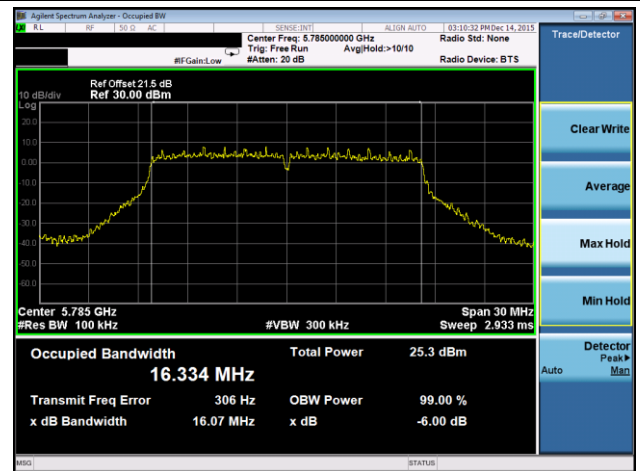 Agilent Spectrum Analyzer - Occupied BW
RL RF 50 Ω AC SENSE:INT ALIGN AUTO 03:10:32 PM Dec 14, 2015
Center Freq: 5.785000000 GHz Radio Std: None
Trig: Free Run Avg|Hold:>10/10
#IFGain:Low #Atten: 20 dB Radio Device: BTS
Trace/Detector
Ref Offset 21.5 dB
10 dB/div Ref 30.00 dBm
Log
20.0
10.0
0.00
-10.0
-20.0
-30.0
-40.0
-50.0
-60.0
Center 5.785 GHz Span 30 MHz
#Res BW 100 kHz #VBW 300 kHz Sweep 2.933 ms
Occupied Bandwidth Total Power 25.3 dBm
16.334 MHz
Transmit Freq Error 306 Hz OBW Power 99.00 %
x dB Bandwidth 16.07 MHz x dB -6.00 dB
Clear Write
Average
Max Hold
Min Hold
Detector
Peak▶
Auto Man
MSG STATUS